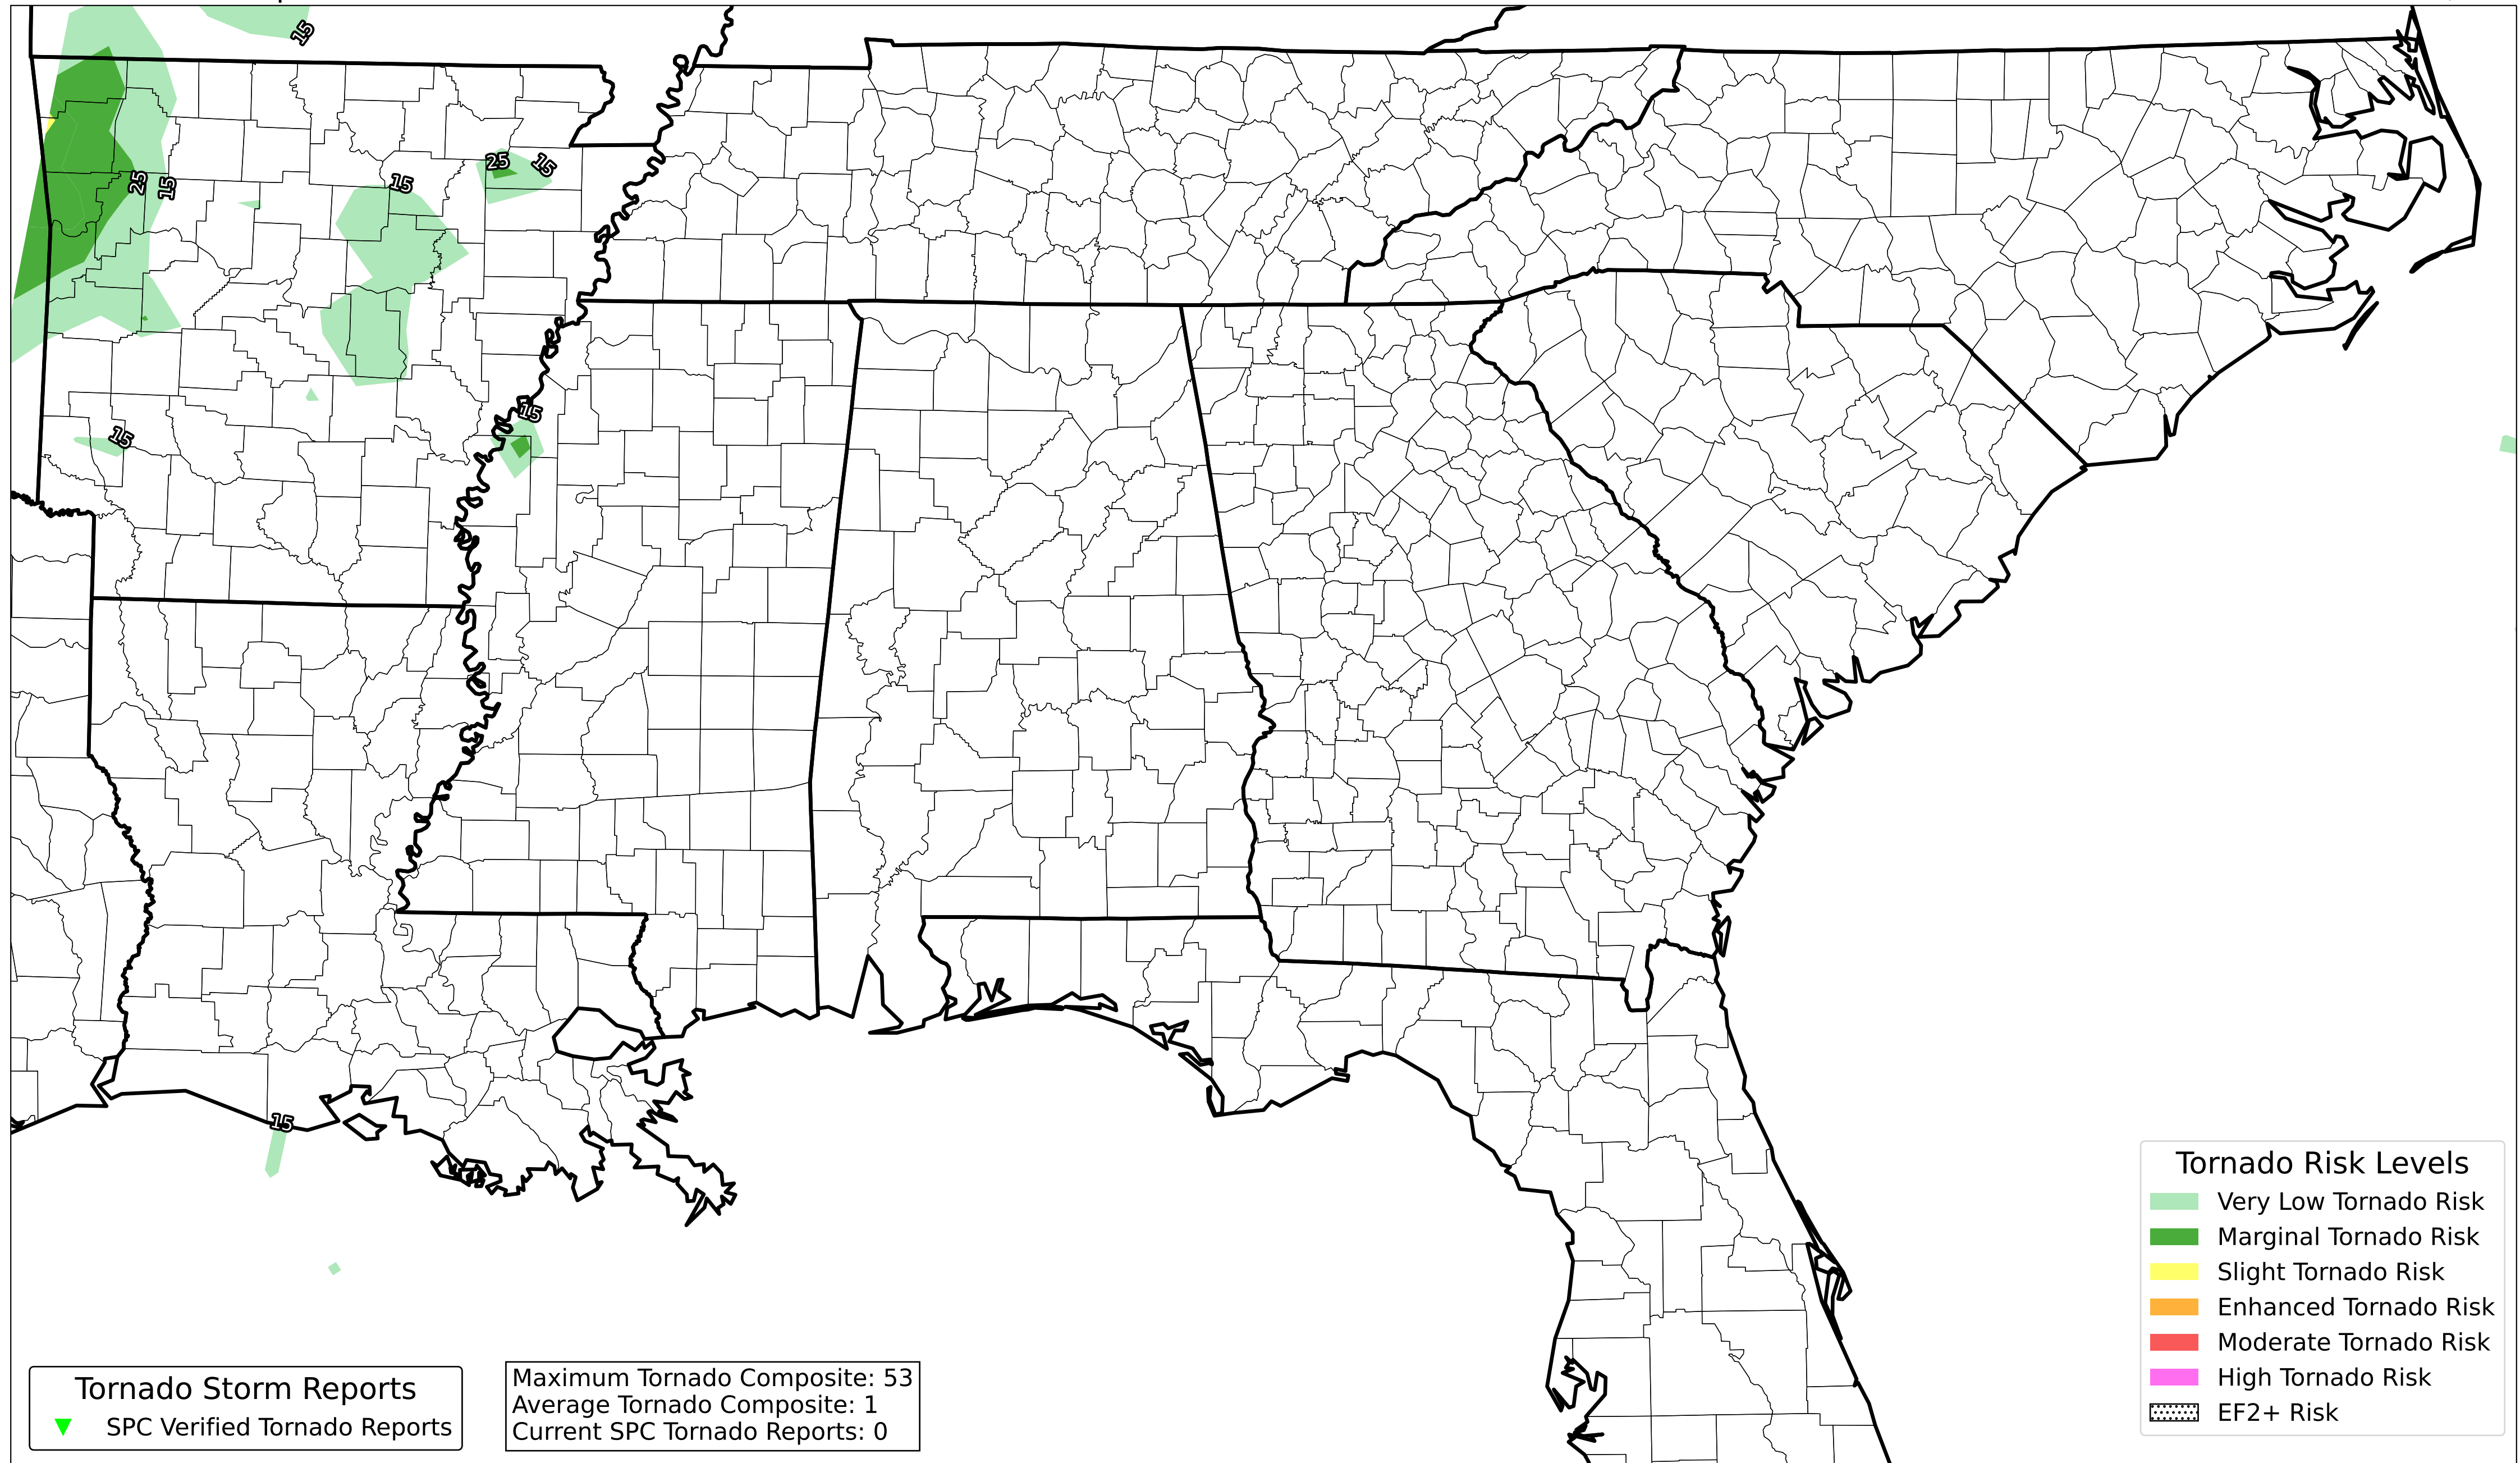 15
25
15
15
25
15
15
15
15
Tornado Risk Levels
Very Low Tornado Risk
Marginal Tornado Risk
Slight Tornado Risk
Enhanced Tornado Risk
Moderate Tornado Risk
High Tornado Risk
EF2+ Risk
Tornado Storm Reports
SPC Verified Tornado Reports
Maximum Tornado Composite: 53
Average Tornado Composite: 1
Current SPC Tornado Reports: 0